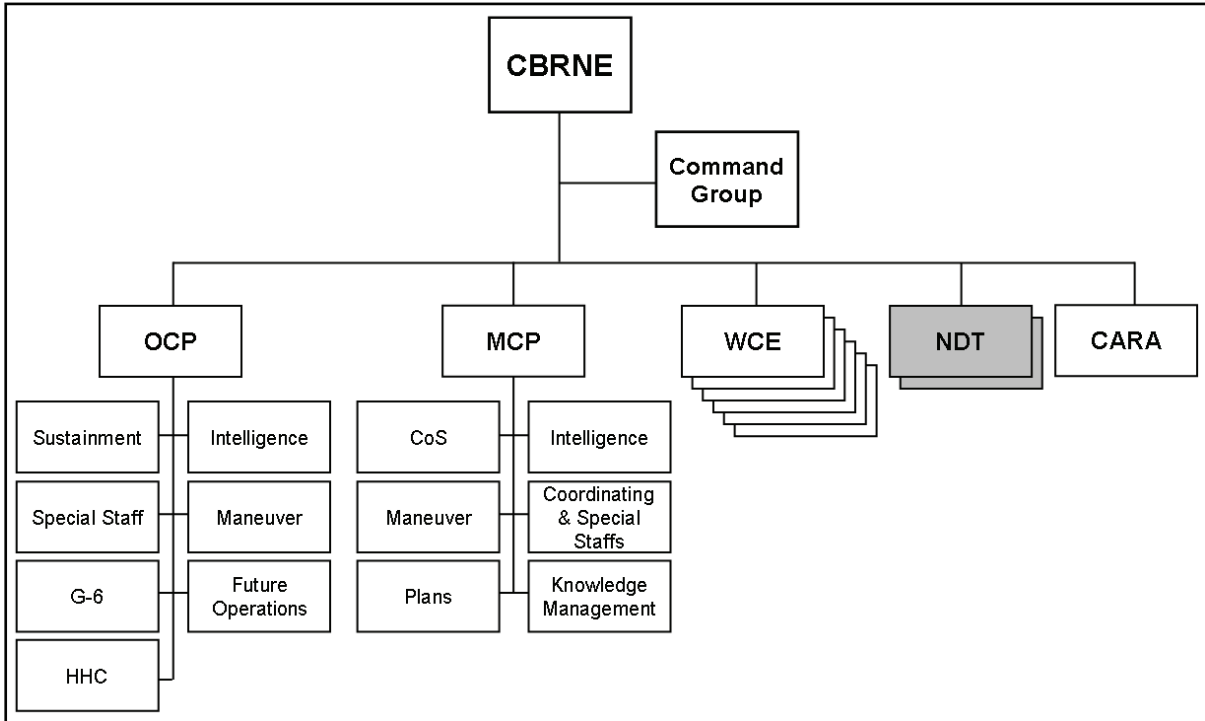 CBRNE
Command
Group
OCP
MCP
WCE
NDT
CARA
Sustainment
Intelligence
CoS
Intelligence
Special Staff
Maneuver
Maneuver
Coordinating
& Special
Staffs
G-6
Future
Operations
Plans
Knowledge
Management
HHC